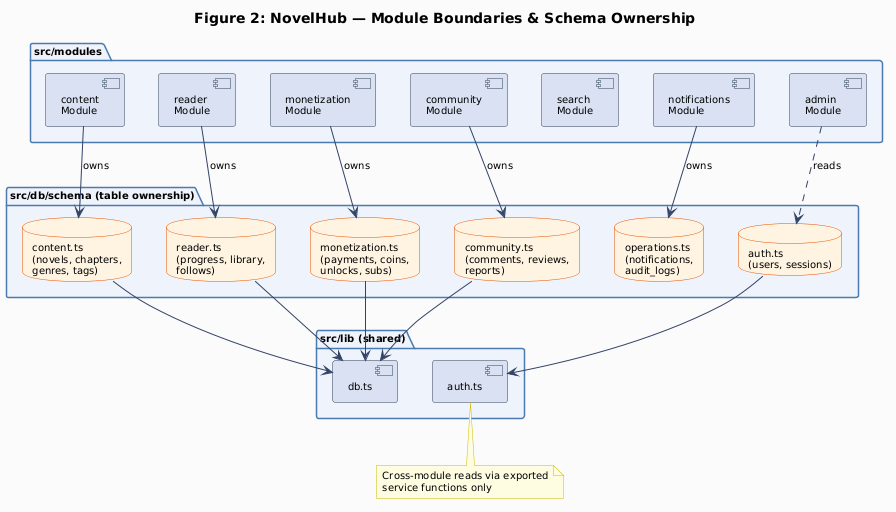 Figure 2: NovelHub — Module Boundaries & Schema Ownership
src/modules
content
Module
reader
Module
monetization
Module
community
Module
search
Module
notifications
Module
admin
Module
owns
owns
owns
owns
owns
reads
src/db/schema (table ownership)
content.ts
(novels, chapters,
genres, tags)
reader.ts
(progress, library,
follows)
monetization.ts
(payments, coins,
unlocks, subs)
community.ts
(comments, reviews,
reports)
operations.ts
(notifications,
audit_logs)
auth.ts
(users, sessions)
src/lib (shared)
db.ts
auth.ts
Cross-module reads via exported
service functions only